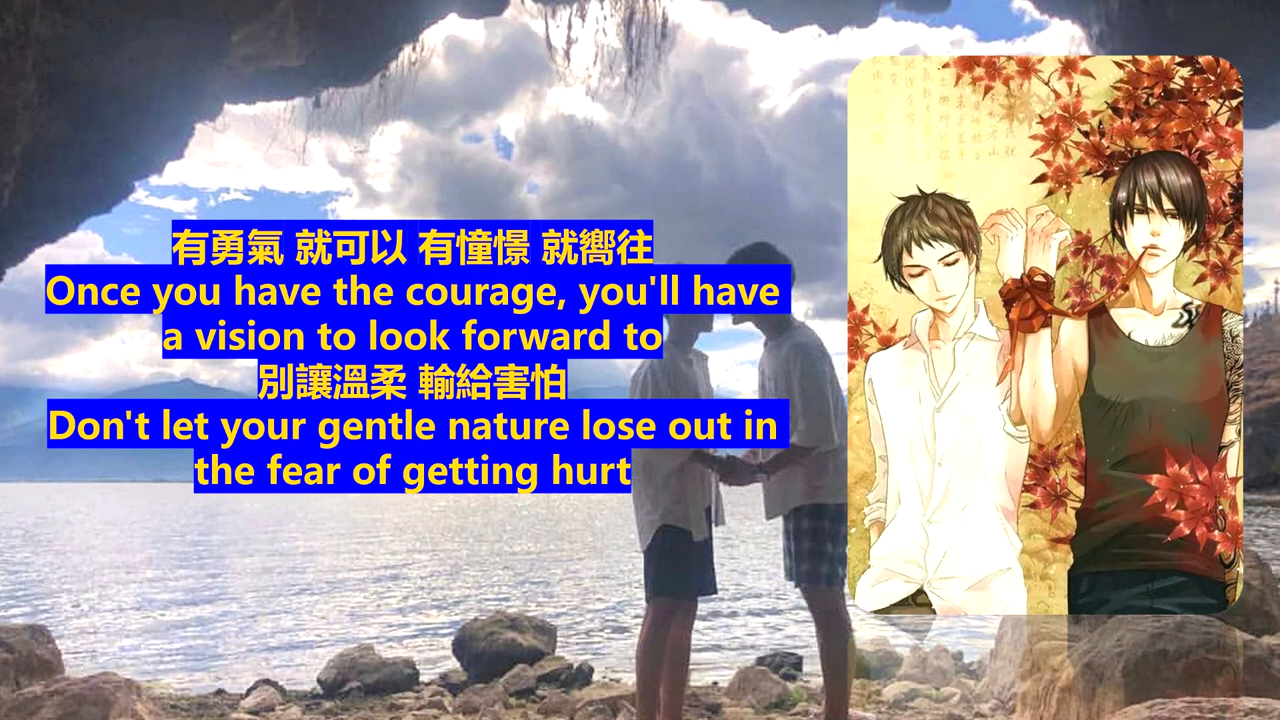 有勇氣 就可以 有憧憬 就嚮往
Once you have the courage, you'll have
a vision to look forward to
別讓溫柔 輸給害怕
Don't let your gentle nature lose out in
the fear of getting hurt